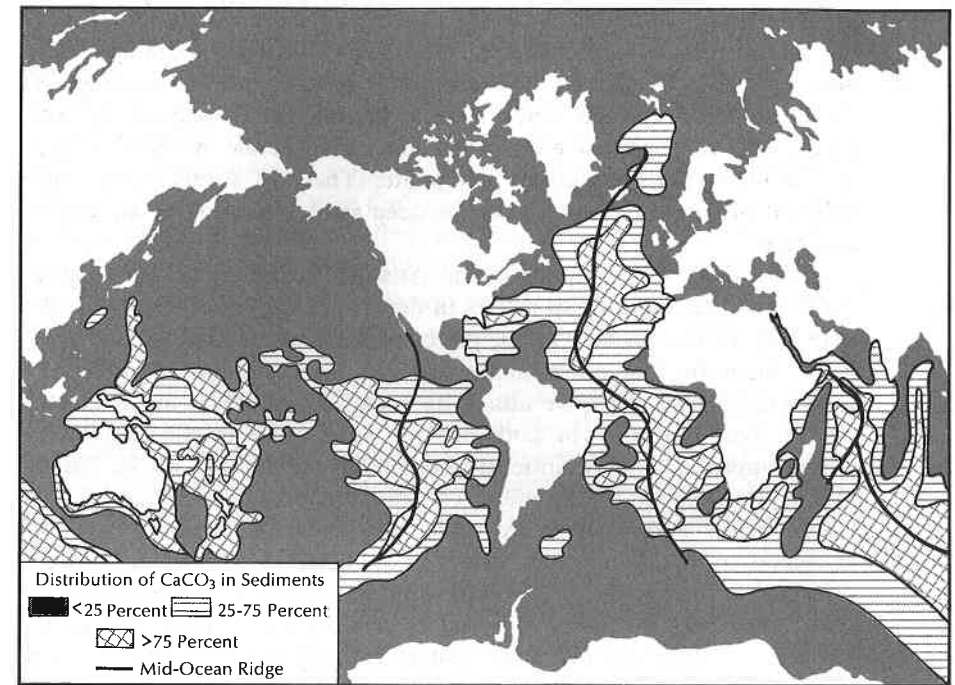 Distribution of CaCO₃ in Sediments
<25 Percent 25-75 Percent
>75 Percent
Mid-Ocean Ridge